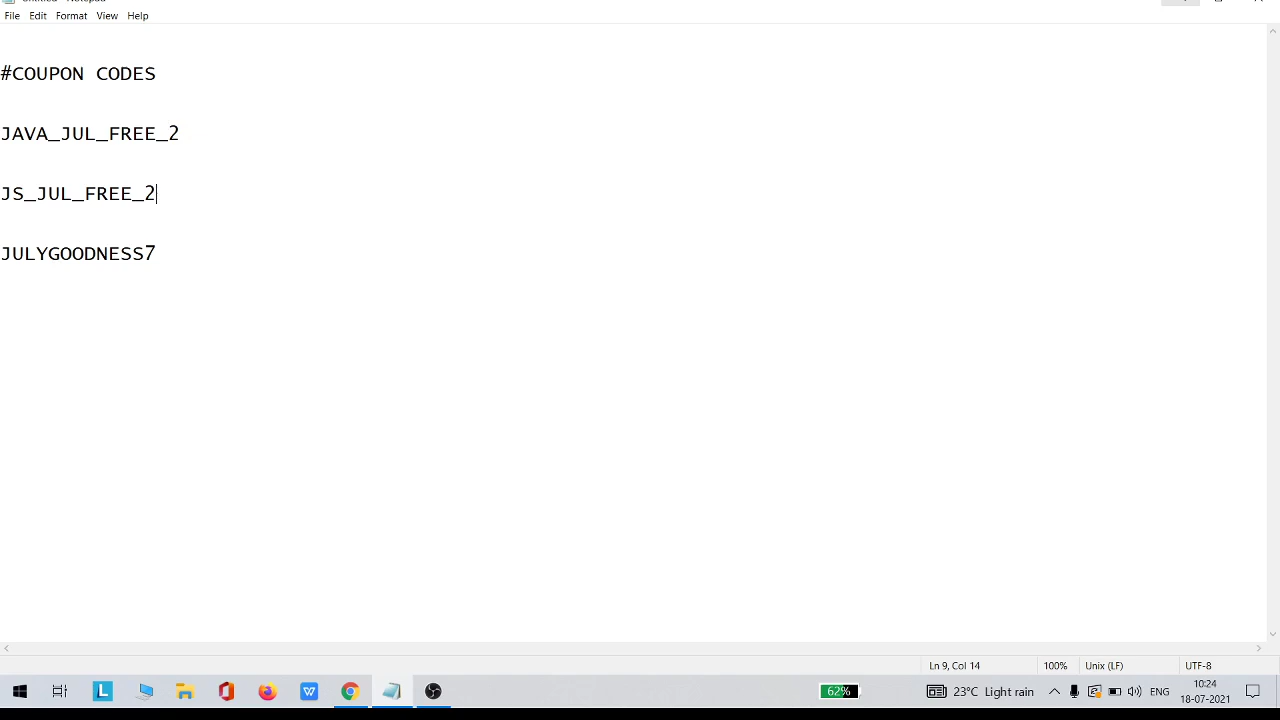 File Edit Format View Help
#COUPON CODES
JAVA_JUL_FREE_2
JS_JUL_FREE_2
JULYGOODNESS7
Ln 9, Col 14 100% Unix (LF) UTF-8
62% 23°C Light rain ENG 10:24
18-07-2021